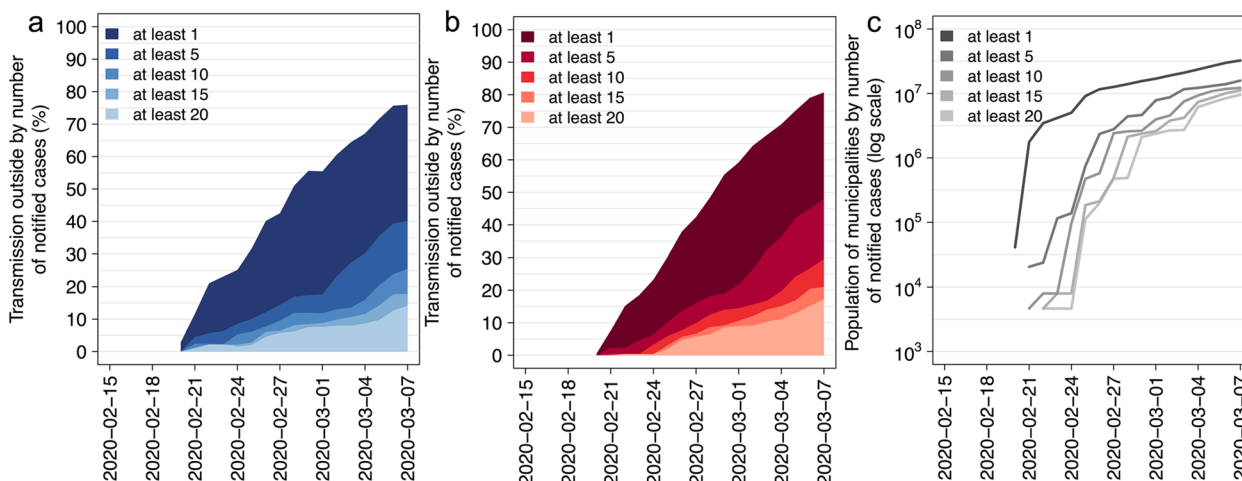 a
Transmission outside by number
of notified cases (%)
100
90
80
70
60
50
40
30
20
10
0
at least 1
at least 5
at least 10
at least 15
at least 20
2020–02–15
2020–02–18
2020–02–21
2020–02–24
2020–02–27
2020–03–01
2020–03–04
2020–03–07
b
Transmission outside by number
of notified cases (%)
100
90
80
70
60
50
40
30
20
10
0
at least 1
at least 5
at least 10
at least 15
at least 20
2020–02–15
2020–02–18
2020–02–21
2020–02–24
2020–02–27
2020–03–01
2020–03–04
2020–03–07
c
Population of municipalities by number
of notified cases (log scale)
10⁸
10⁷
10⁶
10⁵
10⁴
10³
at least 1
at least 5
at least 10
at least 15
at least 20
2020–02–15
2020–02–18
2020–02–21
2020–02–24
2020–02–27
2020–03–01
2020–03–04
2020–03–07